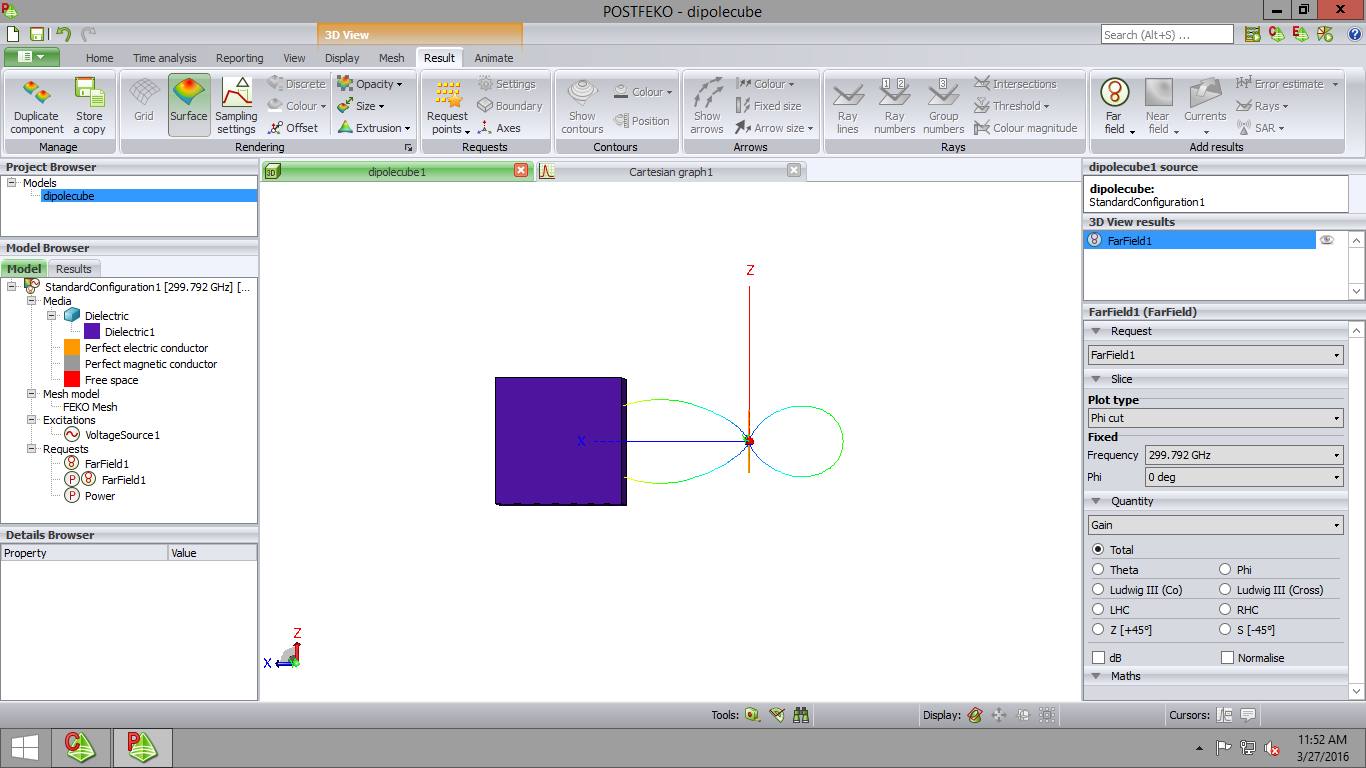 POSTFEKO - dipolecube
3D View
Search (Alt+S) ...
Home Time analysis Reporting View Display Mesh Result Animate
Duplicate component
Store a copy
Manage
Grid
Surface
Sampling settings
Discrete
Colour
Offset
Opacity
Size
Extrusion
Rendering
Request points
Settings
Boundary
Axes
Requests
Show contours
Colour
Position
Contours
Show arrows
Colour
Fixed size
Arrow size
Arrows
Ray lines
Ray numbers
Group numbers
Intersections
Threshold
Colour magnitude
Rays
Far field
Near field
Currents
Error estimate
Rays
SAR
Add results
Project Browser
Models
dipolecube
Model Browser
Model Results
StandardConfiguration1 [299.792 GHz] [...
Media
Dielectric
Dielectric1
Perfect electric conductor
Perfect magnetic conductor
Free space
Mesh model
FEKO Mesh
Excitations
VoltageSource1
Requests
FarField1
P FarField1
P Power
Details Browser
Property Value
3D dipolecube1
Cartesian graph1
Z
X
Z
X
dipolecube1 source
dipolecube:
StandardConfiguration1
3D View results
FarField1
FarField1 (FarField)
Request
FarField1
Slice
Plot type
Phi cut
Fixed
Frequency 299.792 GHz
Phi 0 deg
Quantity
Gain
Total
Theta Phi
Ludwig III (Co) Ludwig III (Cross)
LHC RHC
Z [+45°] S [-45°]
dB Normalise
Maths
Tools: Display: Cursors:
11:52 AM
3/27/2016